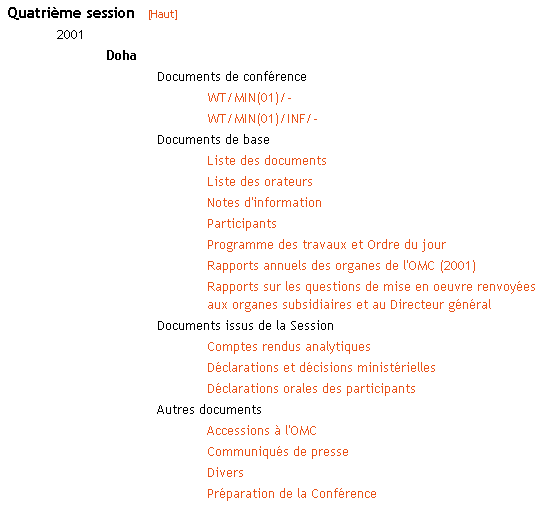 Quatrième session [Haut]
2001
Doha
Documents de conférence
WT/MIN(01)/-
WT/MIN(01)/INF/-
Documents de base
Liste des documents
Liste des orateurs
Notes d'information
Participants
Programme des travaux et Ordre du jour
Rapports annuels des organes de l'OMC (2001)
Rapports sur les questions de mise en oeuvre renvoyées
aux organes subsidiaires et au Directeur général
Documents issus de la Session
Comptes rendus analytiques
Déclarations et décisions ministérielles
Déclarations orales des participants
Autres documents
Accessions à l'OMC
Communiqués de presse
Divers
Préparation de la Conférence